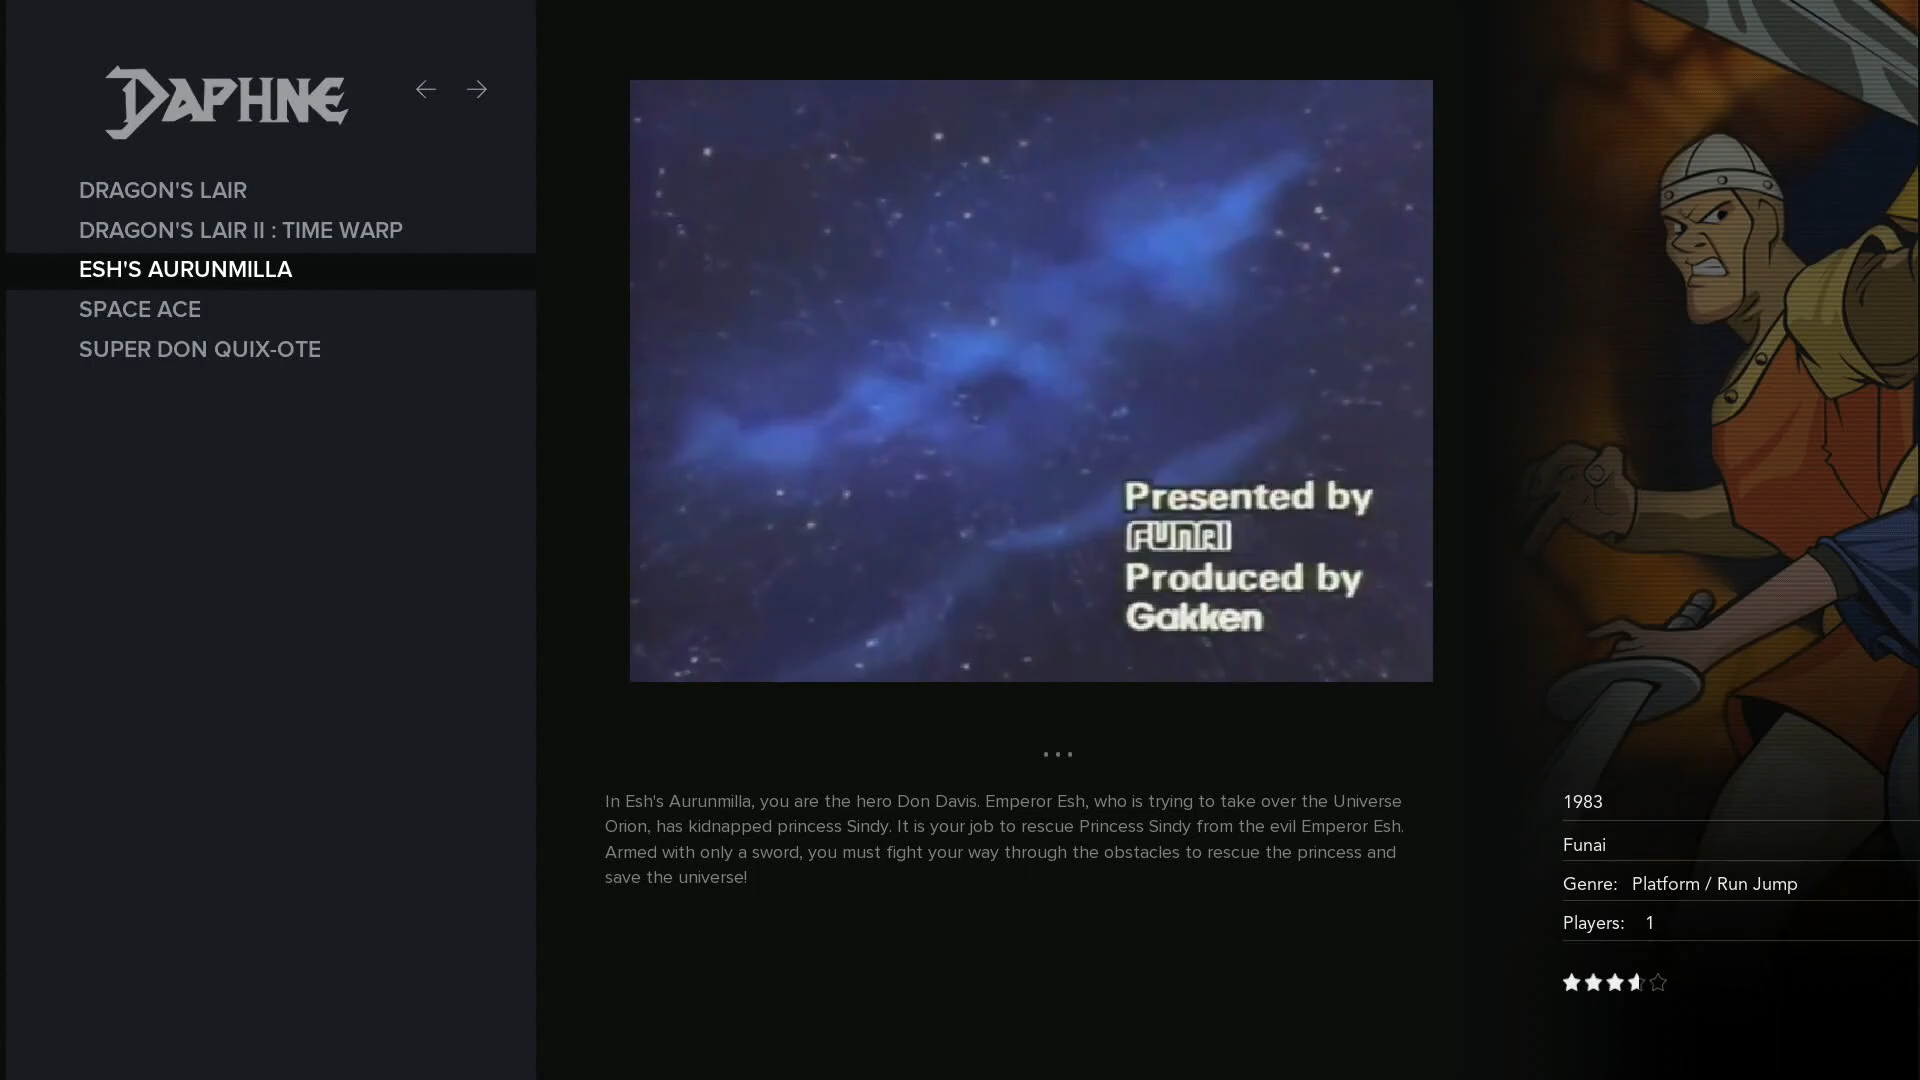 DAPHNE
DRAGON'S LAIR
DRAGON'S LAIR II : TIME WARP
ESH'S AURUNMILLA
SPACE ACE
SUPER DON QUIX-OTE
Presented by
FUNAI
Produced by
Gakken
In Esh's Aurunmilla, you are the hero Don Davis. Emperor Esh, who is trying to take over the Universe
Orion, has kidnapped princess Sindy. It is your job to rescue Princess Sindy from the evil Emperor Esh.
Armed with only a sword, you must fight your way through the obstacles to rescue the princess and
save the universe!
1983
Funai
Genre: Platform / Run Jump
Players: 1